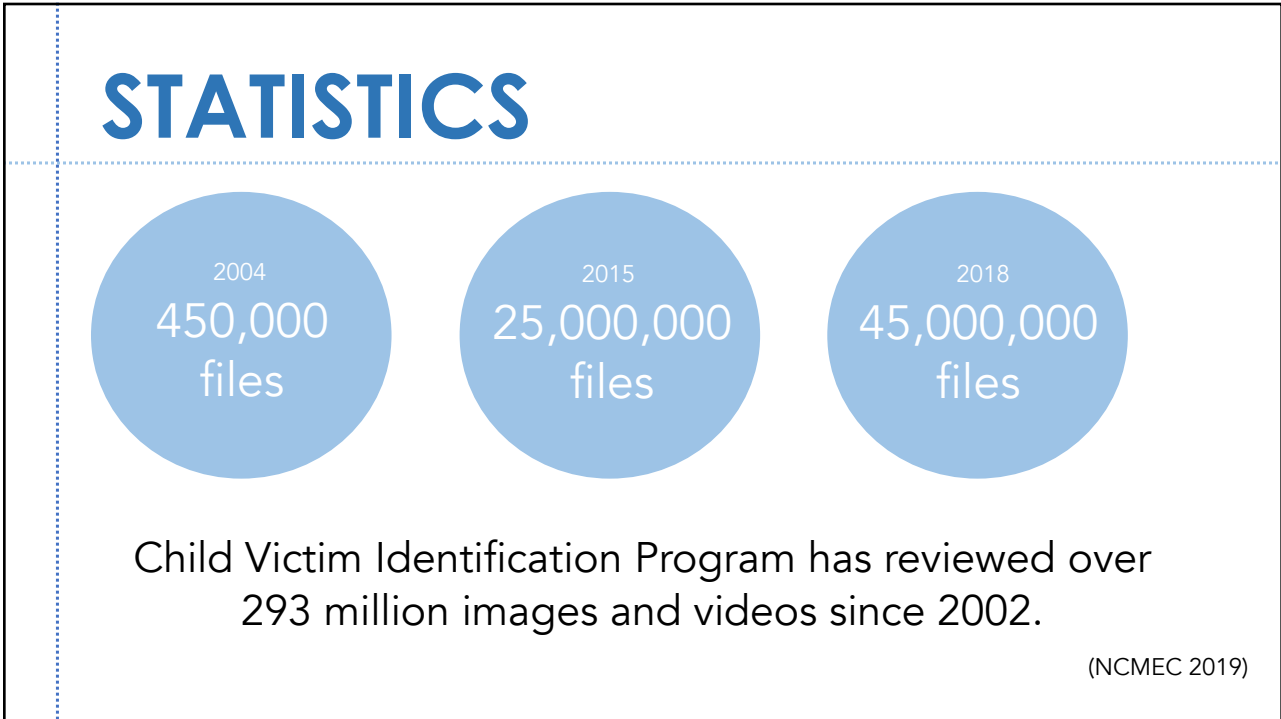 STATISTICS
2004
450,000
files
2015
25,000,000
files
2018
45,000,000
files
Child Victim Identification Program has reviewed over
293 million images and videos since 2002.
(NCMEC 2019)